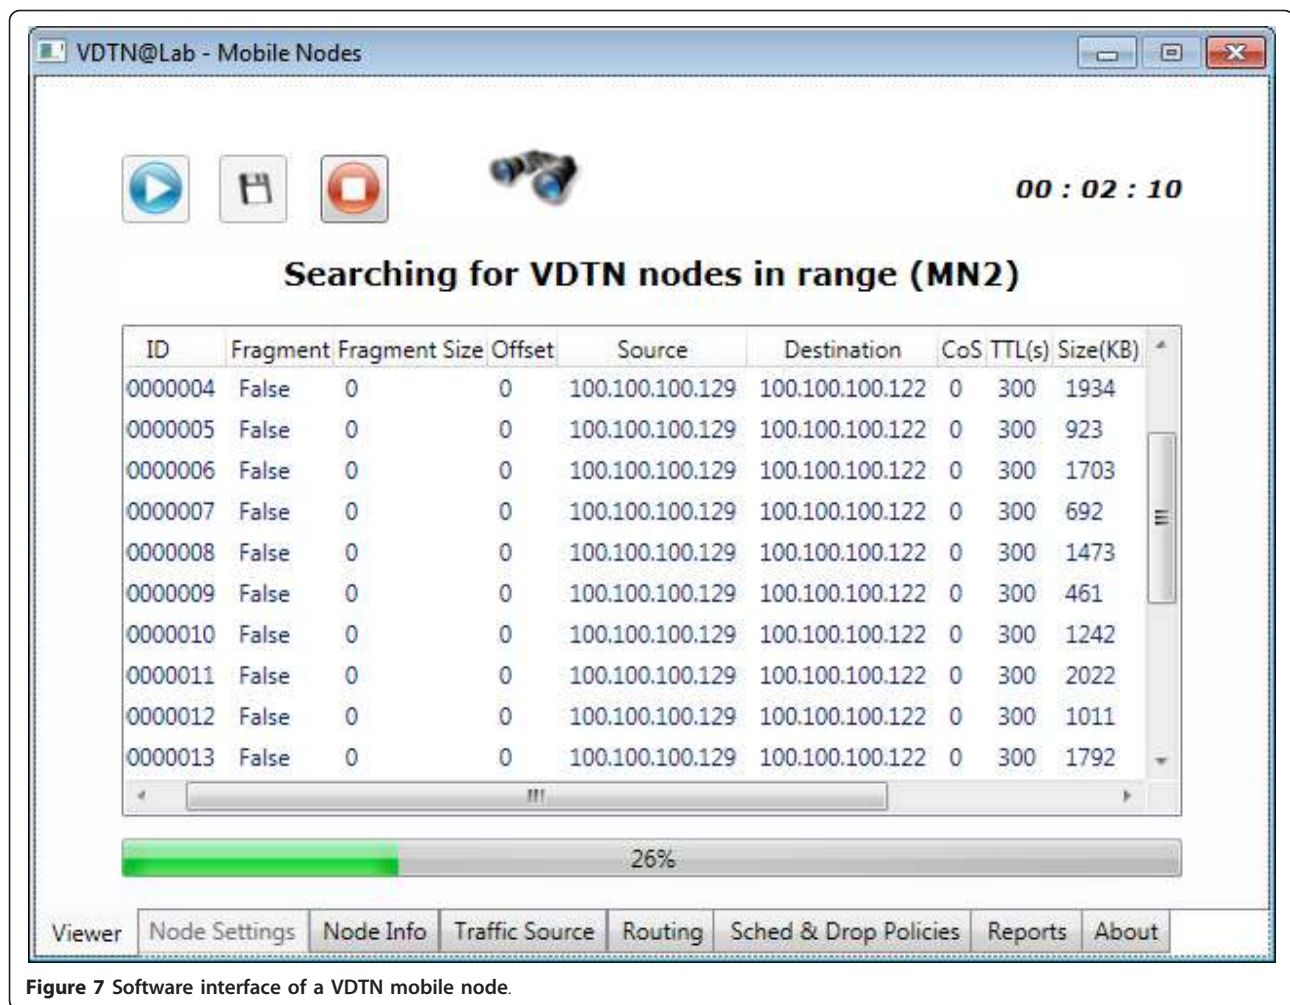 VDTN@Lab - Mobile Nodes
00 : 02 : 10
Searching for VDTN nodes in range (MN2)
ID Fragment Fragment Size Offset Source Destination CoS TTL(s) Size(KB)
0000004 False 0 0 100.100.100.129 100.100.100.122 0 300 1934
0000005 False 0 0 100.100.100.129 100.100.100.122 0 300 923
0000006 False 0 0 100.100.100.129 100.100.100.122 0 300 1703
0000007 False 0 0 100.100.100.129 100.100.100.122 0 300 692
0000008 False 0 0 100.100.100.129 100.100.100.122 0 300 1473
0000009 False 0 0 100.100.100.129 100.100.100.122 0 300 461
0000010 False 0 0 100.100.100.129 100.100.100.122 0 300 1242
0000011 False 0 0 100.100.100.129 100.100.100.122 0 300 2022
0000012 False 0 0 100.100.100.129 100.100.100.122 0 300 1011
0000013 False 0 0 100.100.100.129 100.100.100.122 0 300 1792
26%
Viewer Node Settings Node Info Traffic Source Routing Sched & Drop Policies Reports About
Figure 7 Software interface of a VDTN mobile node.